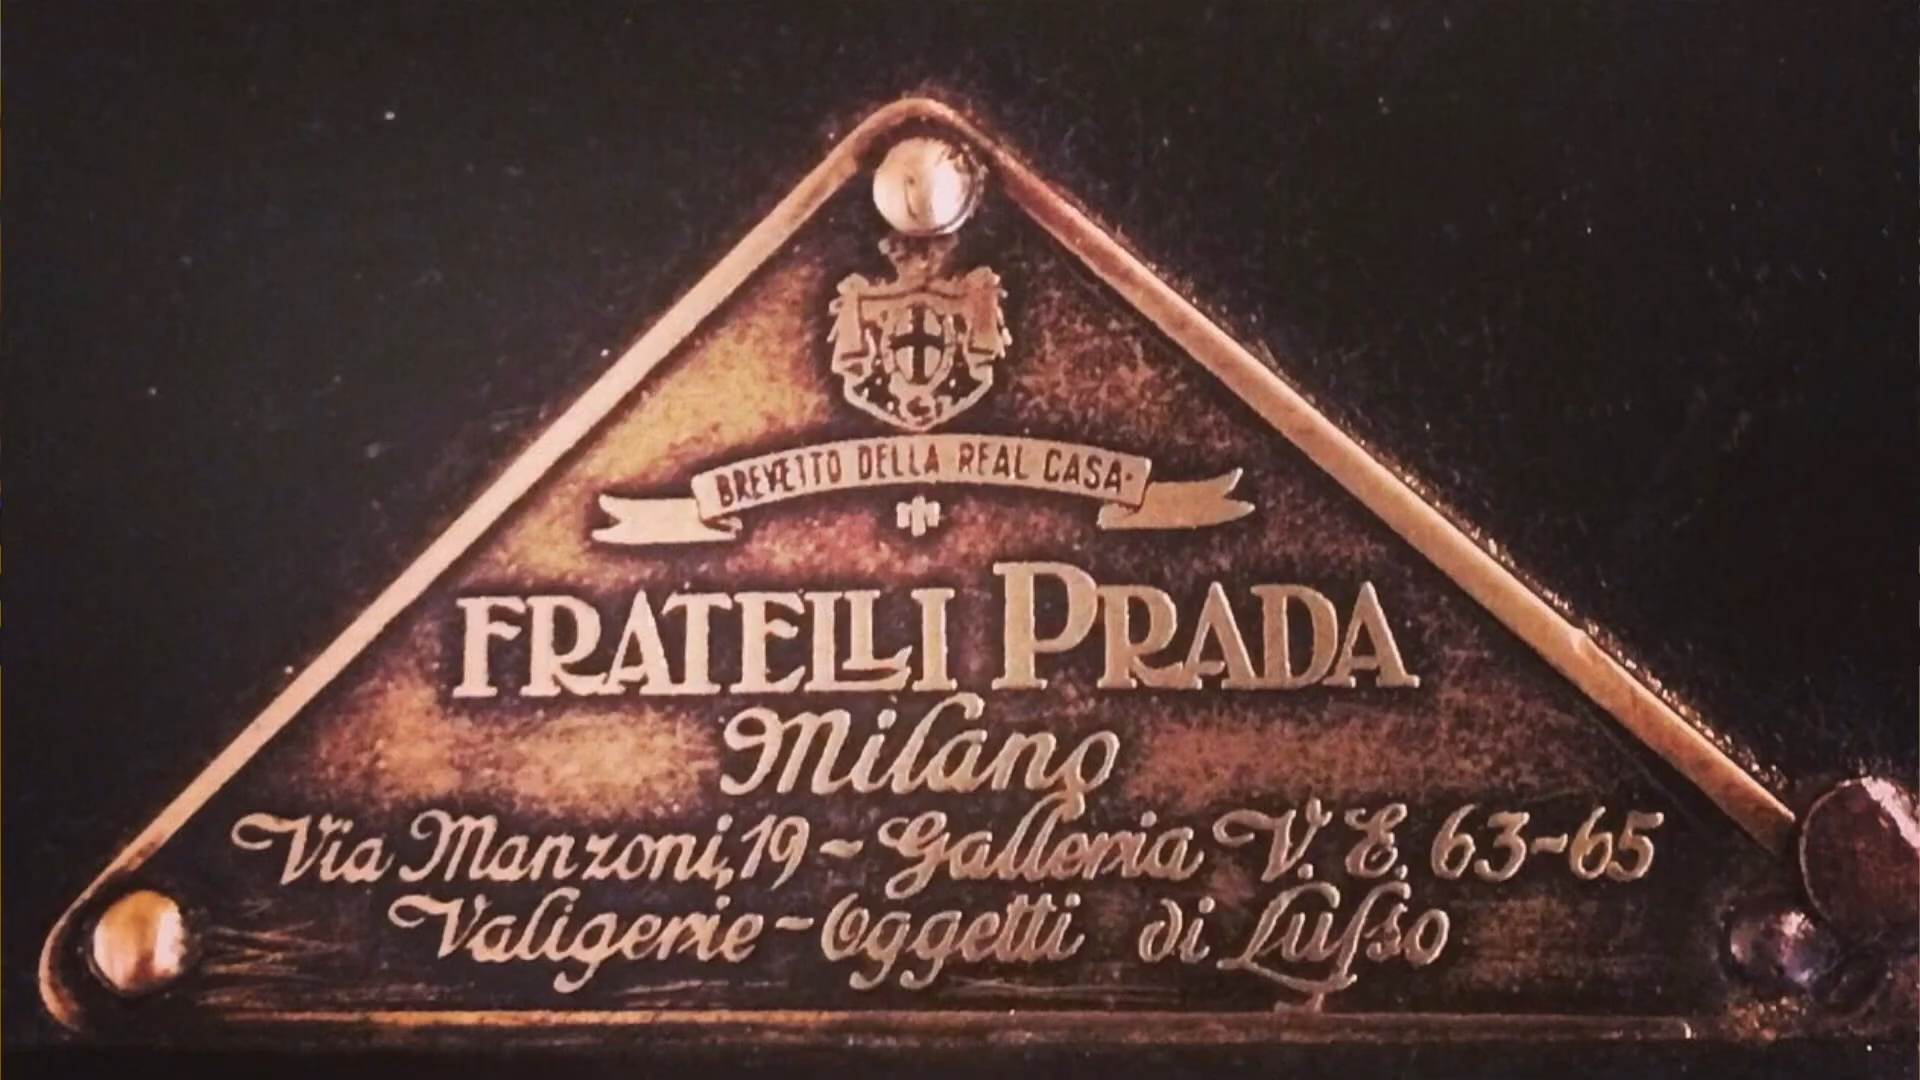 BREVETTO DELLA REAL CASA
FRATELLI PRADA
Milano
Via Manzoni, 19 - Galleria V. E. 63-65
Valigerie - Oggetti di Lusso